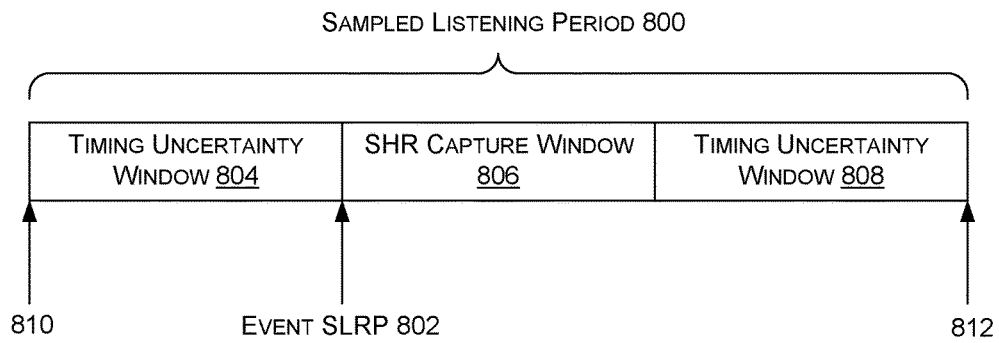 SAMPLED LISTENING PERIOD 800
TIMING UNCERTAINTY WINDOW 804
SHR CAPTURE WINDOW 806
TIMING UNCERTAINTY WINDOW 808
810
EVENT SLRP 802
812